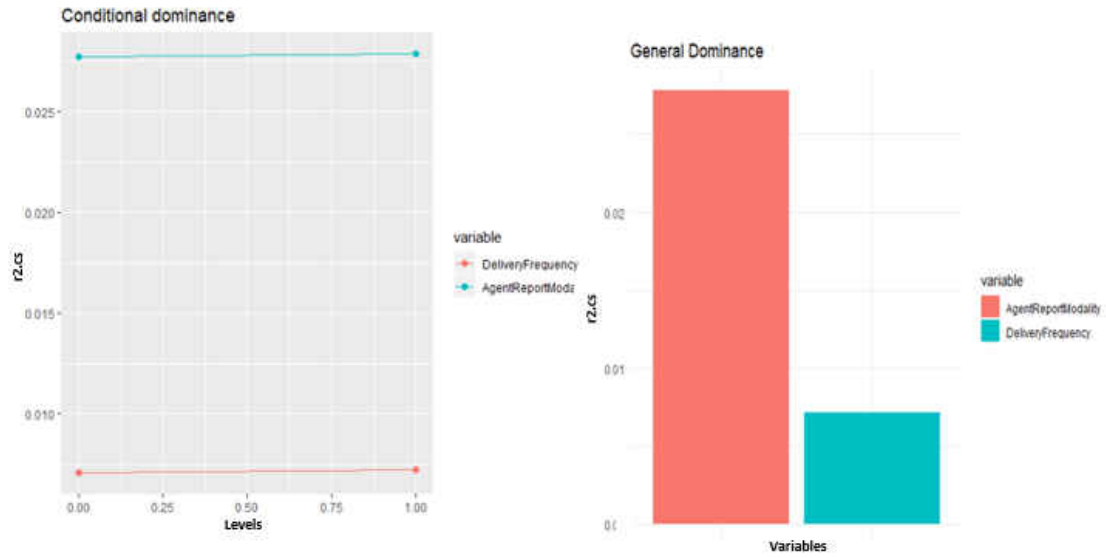 Conditional dominance
0.025
0.020
0.015
0.010
r2.cs
0.00
0.25
0.50
0.75
1.00
Levels
variable
DeliveryFrequency
AgentReportModa
General Dominance
0.02
0.01
0.0
r2.cs
Variables
variable
AgentReportModality
DeliveryFrequency